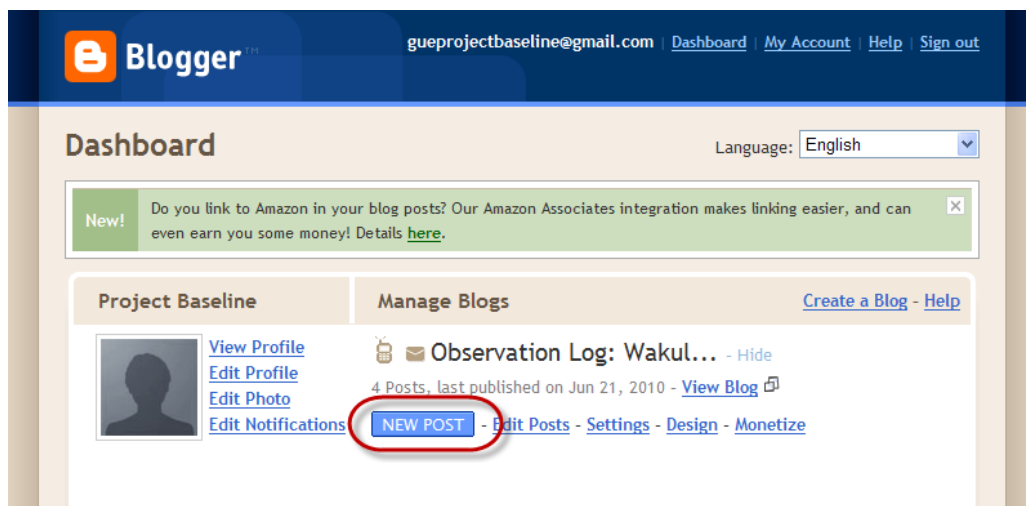 Blogger™
gueprojectbaseline@gmail.com | Dashboard | My Account | Help | Sign out
Dashboard
Language: English
New!
Do you link to Amazon in your blog posts? Our Amazon Associates integration makes linking easier, and can
even earn you some money! Details here.
Project Baseline
Manage Blogs
Create a Blog - Help
View Profile
Edit Profile
Edit Photo
Edit Notifications
Observation Log: Wakul... - Hide
4 Posts, last published on Jun 21, 2010 - View Blog
NEW POST - Edit Posts - Settings - Design - Monetize